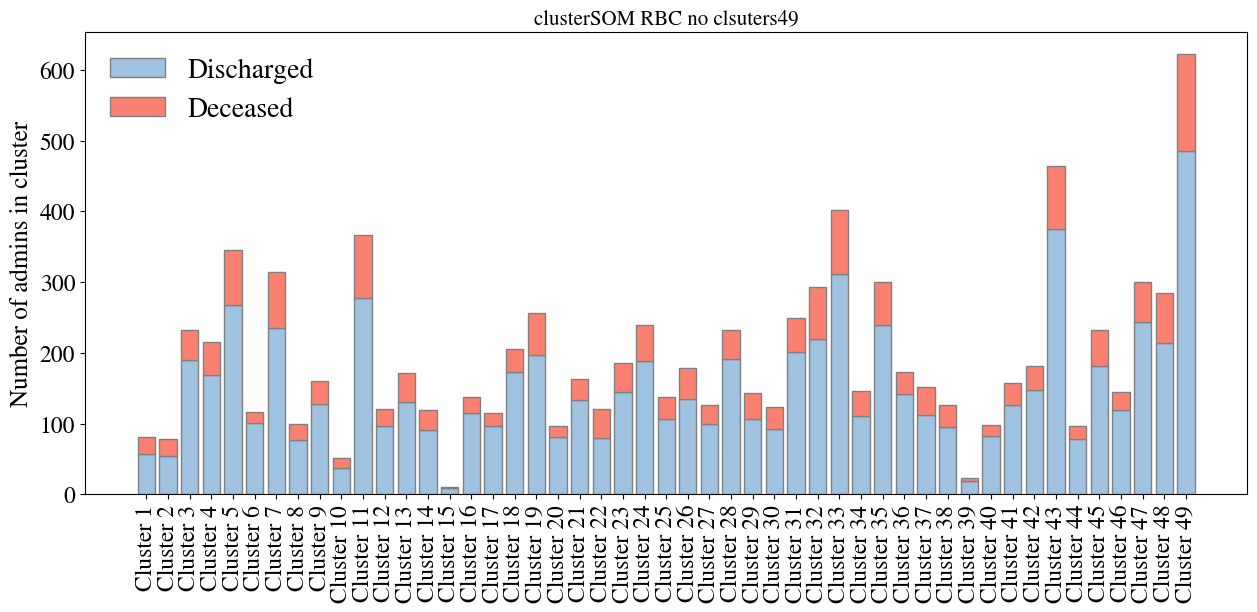 clusterSOM RBC no clsuters49
Discharged
Deceased
Number of admins in cluster
600
500
400
300
200
100
0
Cluster 1
Cluster 2
Cluster 3
Cluster 4
Cluster 5
Cluster 6
Cluster 7
Cluster 8
Cluster 9
Cluster 10
Cluster 11
Cluster 12
Cluster 13
Cluster 14
Cluster 15
Cluster 16
Cluster 17
Cluster 18
Cluster 19
Cluster 20
Cluster 21
Cluster 22
Cluster 23
Cluster 24
Cluster 25
Cluster 26
Cluster 27
Cluster 28
Cluster 29
Cluster 30
Cluster 31
Cluster 32
Cluster 33
Cluster 34
Cluster 35
Cluster 36
Cluster 37
Cluster 38
Cluster 39
Cluster 40
Cluster 41
Cluster 42
Cluster 43
Cluster 44
Cluster 45
Cluster 46
Cluster 47
Cluster 48
Cluster 49